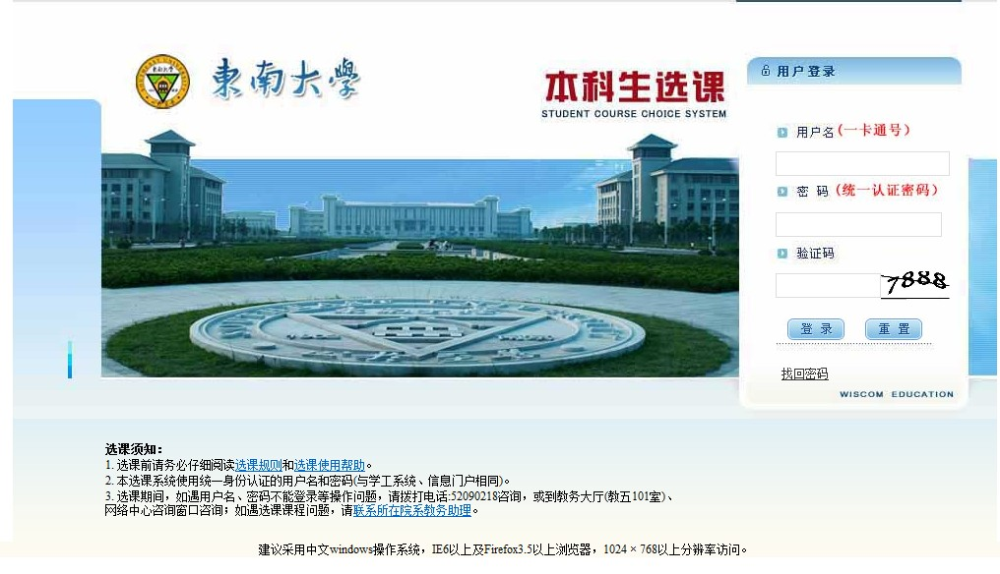 東南大學
本科生选课
STUDENT COURSE CHOICE SYSTEM
用户登录
用户名(一卡通号)
密 码 (统一认证密码)
验证码
7888
登 录 重 置
找回密码
WISCOM EDUCATION
选课须知:
1. 选课前请务必仔细阅读选课规则和选课使用帮助。
2. 本选课系统使用统一身份认证的用户名和密码(与学工系统、信息门户相同)。
3. 选课期间，如遇用户名、密码不能登录等操作问题，请拨打电话:52090218咨询，或到教务大厅(教五101室)、
网络中心咨询窗口咨询；如遇选课课程问题，请联系所在院系教务助理。
建议采用中文windows操作系统，IE6以上及Firefox3.5以上浏览器，1024 × 768以上分辨率访问。